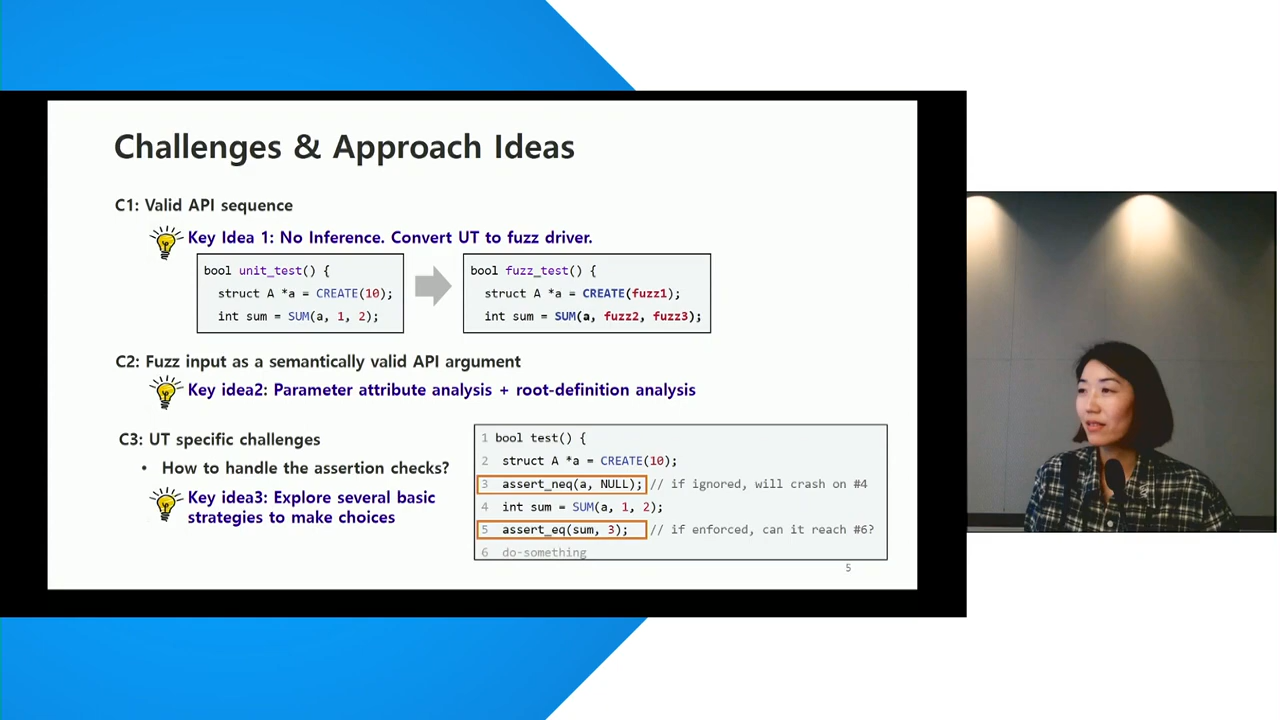 Challenges & Approach Ideas
C1: Valid API sequence
Key Idea 1: No Inference. Convert UT to fuzz driver.
bool unit_test() {
struct A *a = CREATE(10);
int sum = SUM(a, 1, 2);
bool fuzz_test() {
struct A *a = CREATE(fuzz1);
int sum = SUM(a, fuzz2, fuzz3);
C2: Fuzz input as a semantically valid API argument
Key idea2: Parameter attribute analysis + root-definition analysis
C3: UT specific challenges
• How to handle the assertion checks?
Key idea3: Explore several basic
strategies to make choices
1 bool test() {
2 struct A *a = CREATE(10);
3 assert_neq(a, NULL); // if ignored, will crash on #4
4 int sum = SUM(a, 1, 2);
5 assert_eq(sum, 3); // if enforced, can it reach #6?
6 do-something
5